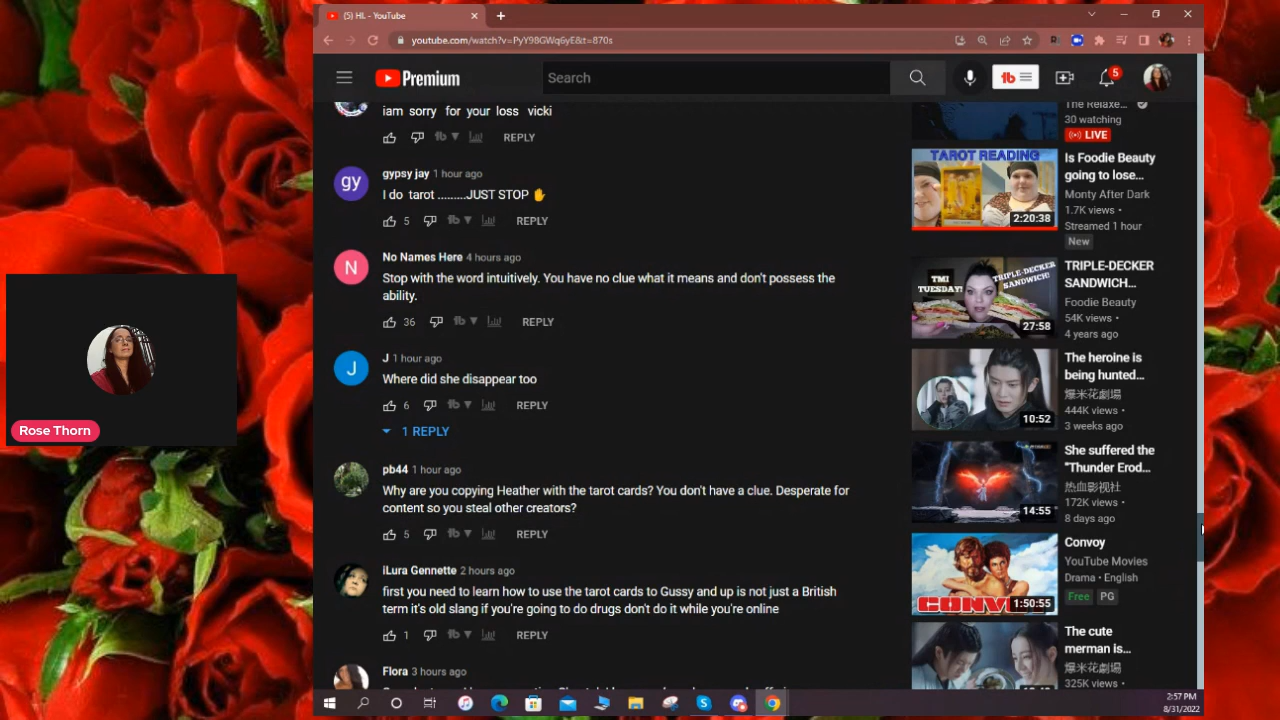 (5) HI. - YouTube
youtube.com/watch?v=PyY98GWq6yE&t=870s
Premium
Search
5
iam sorry for your loss vicki
REPLY
gy
gypsy jay 1 hour ago
I do tarot .........JUST STOP ✋
5 REPLY
N
No Names Here 4 hours ago
Stop with the word intuitively. You have no clue what it means and don't possess the
ability.
36 REPLY
J
J 1 hour ago
Where did she disappear too
6 REPLY
1 REPLY
pb44 1 hour ago
Why are you copying Heather with the tarot cards? You don't have a clue. Desperate for
content so you steal other creators?
5 REPLY
iLura Gennette 2 hours ago
first you need to learn how to use the tarot cards to Gussy and up is not just a British
term it's old slang if you're going to do drugs don't do it while you're online
1 REPLY
Flora 3 hours ago
The Relaxe...
30 watching
LIVE
TAROT READING
2:20:38
Is Foodie Beauty
going to lose...
Monty After Dark
1.7K views •
Streamed 1 hour
New
TMI
TUESDAY!
TRIPLE-DECKER
SANDWICH!
27:58
TRIPLE-DECKER
SANDWICH...
Foodie Beauty
54K views •
4 years ago
10:52
The heroine is
being hunted...
爆米花劇場
444K views •
3 weeks ago
14:55
She suffered the
"Thunder Erod...
热血影视社
172K views •
8 days ago
CONVOY
1:50:55
Convoy
YouTube Movies
Drama • English
Free PG
The cute
merman is...
爆米花劇場
325K views •
Rose Thorn
2:57 PM
8/31/2022